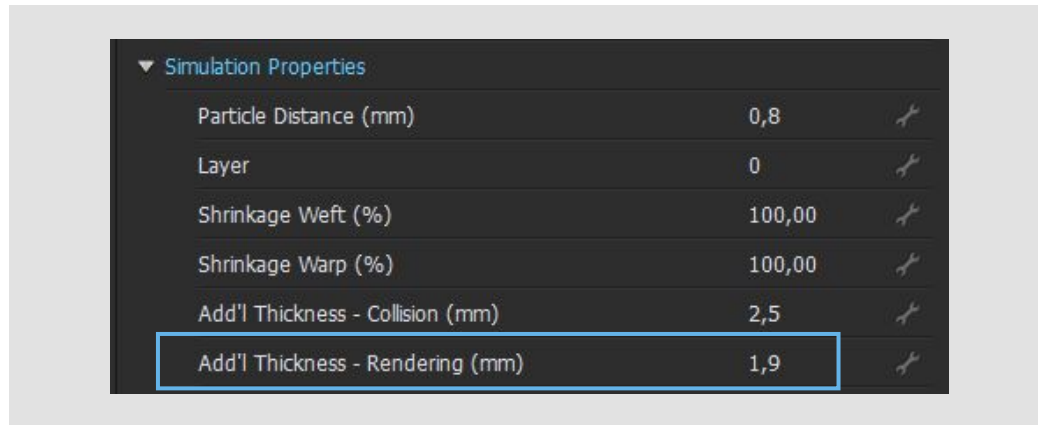 Simulation Properties
Particle Distance (mm) 0,8
Layer 0
Shrinkage Weft (%) 100,00
Shrinkage Warp (%) 100,00
Add'l Thickness - Collision (mm) 2,5
Add'l Thickness - Rendering (mm) 1,9